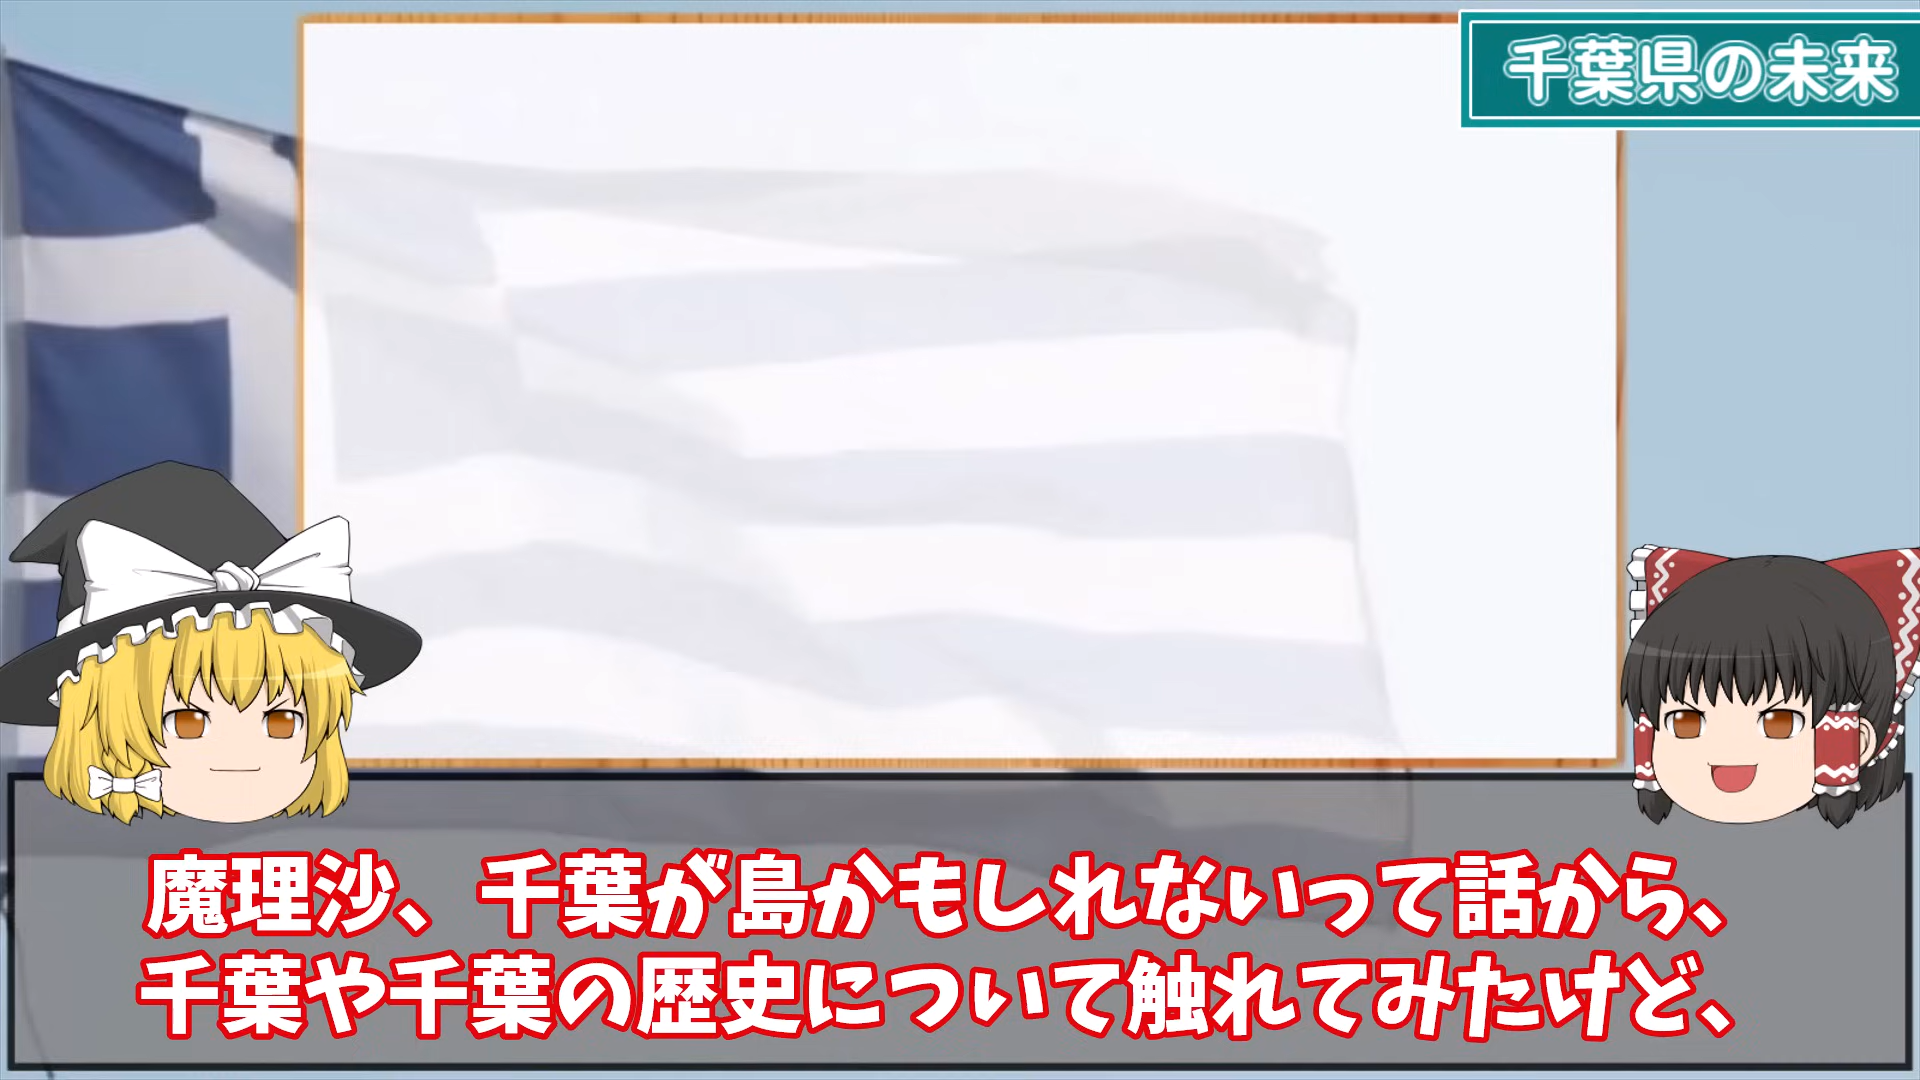 千葉県の未来
魔理沙、千葉が島かもしれないって話から、
千葉や千葉の歴史について触れてみたけど、